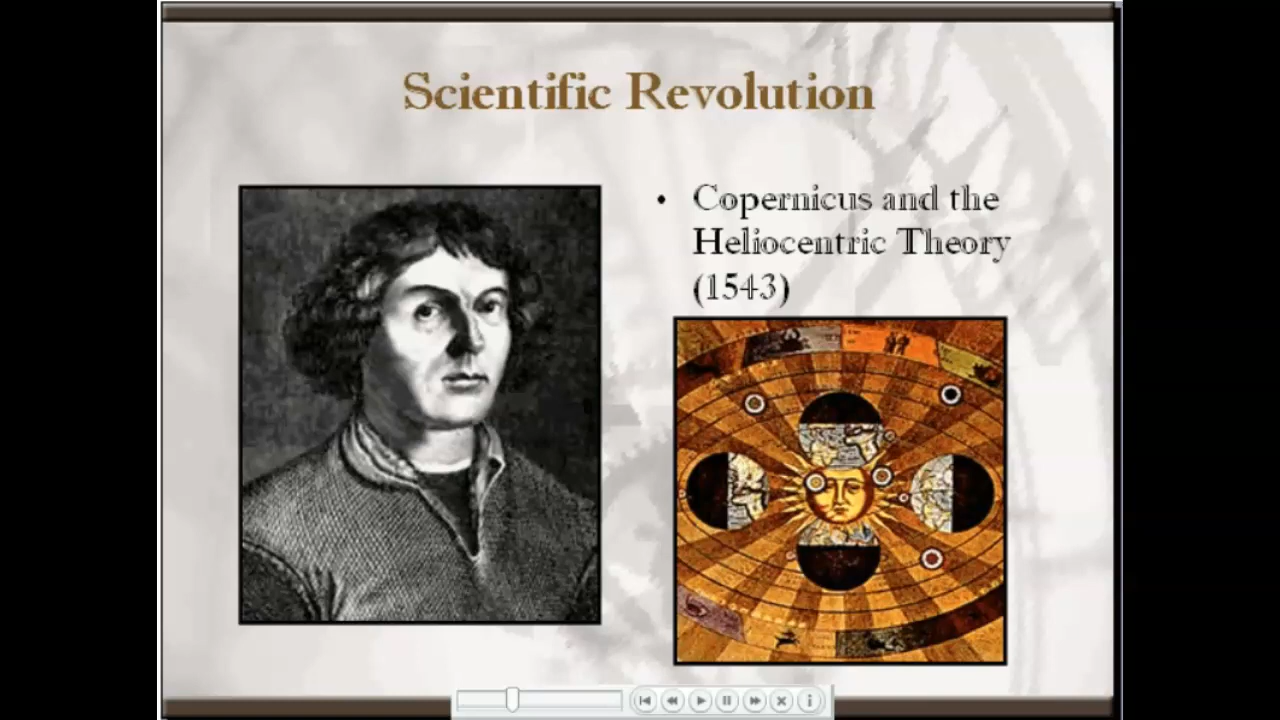 Scientific Revolution
• Copernicus and the
Heliocentric Theory
(1543)